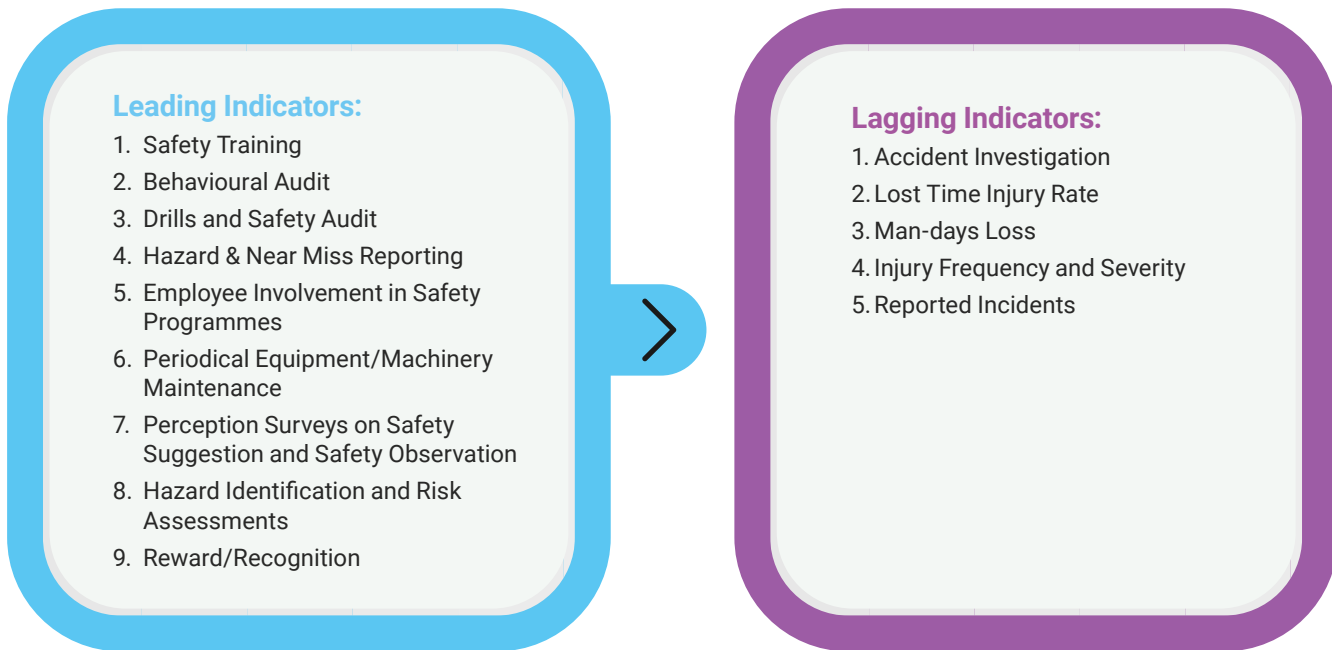 Leading Indicators:
1. Safety Training
2. Behavioural Audit
3. Drills and Safety Audit
4. Hazard & Near Miss Reporting
5. Employee Involvement in Safety
Programmes
6. Periodical Equipment/Machinery
Maintenance
7. Perception Surveys on Safety
Suggestion and Safety Observation
8. Hazard Identification and Risk
Assessments
9. Reward/Recognition
Lagging Indicators:
1. Accident Investigation
2. Lost Time Injury Rate
3. Man-days Loss
4. Injury Frequency and Severity
5. Reported Incidents